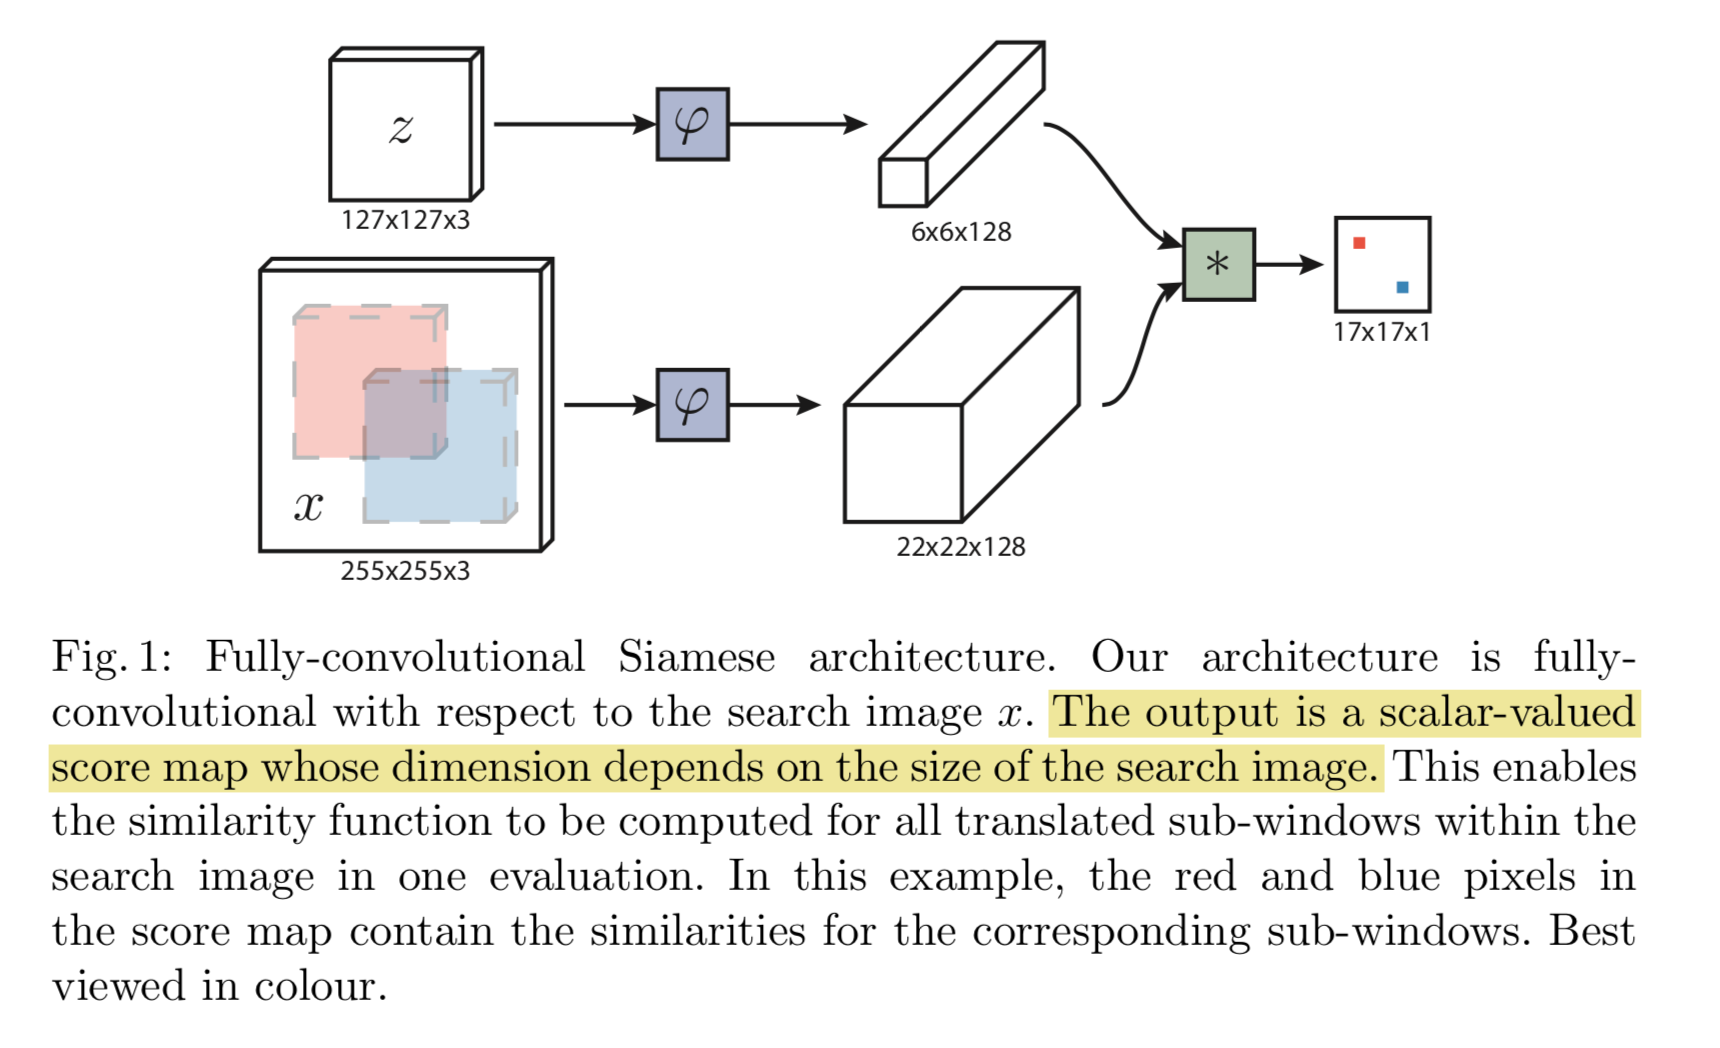 z
φ
127x127x3
6x6x128
*
17x17x1
x
φ
255x255x3
22x22x128
Fig. 1: Fully-convolutional Siamese architecture. Our architecture is fully-
convolutional with respect to the search image x. The output is a scalar-valued
score map whose dimension depends on the size of the search image. This enables
the similarity function to be computed for all translated sub-windows within the
search image in one evaluation. In this example, the red and blue pixels in
the score map contain the similarities for the corresponding sub-windows. Best
viewed in colour.